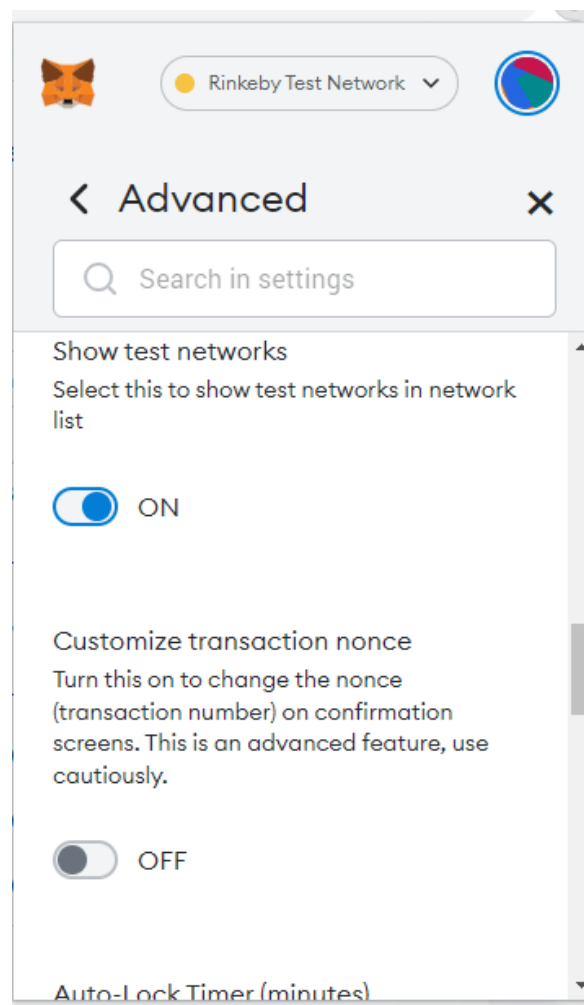 Rinkeby Test Network
Advanced
Search in settings
Show test networks
Select this to show test networks in network
list
ON
Customize transaction nonce
Turn this on to change the nonce
(transaction number) on confirmation
screens. This is an advanced feature, use
cautiously.
OFF
Auto-Lock Timer (minutes)